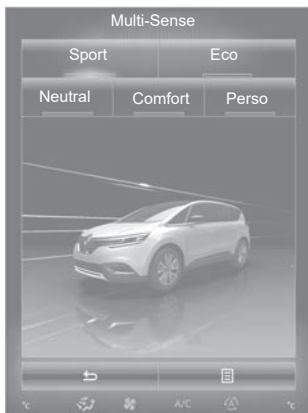 Multi-Sense
Sport Eco
Neutral Comfort Perso
°C A/C °C